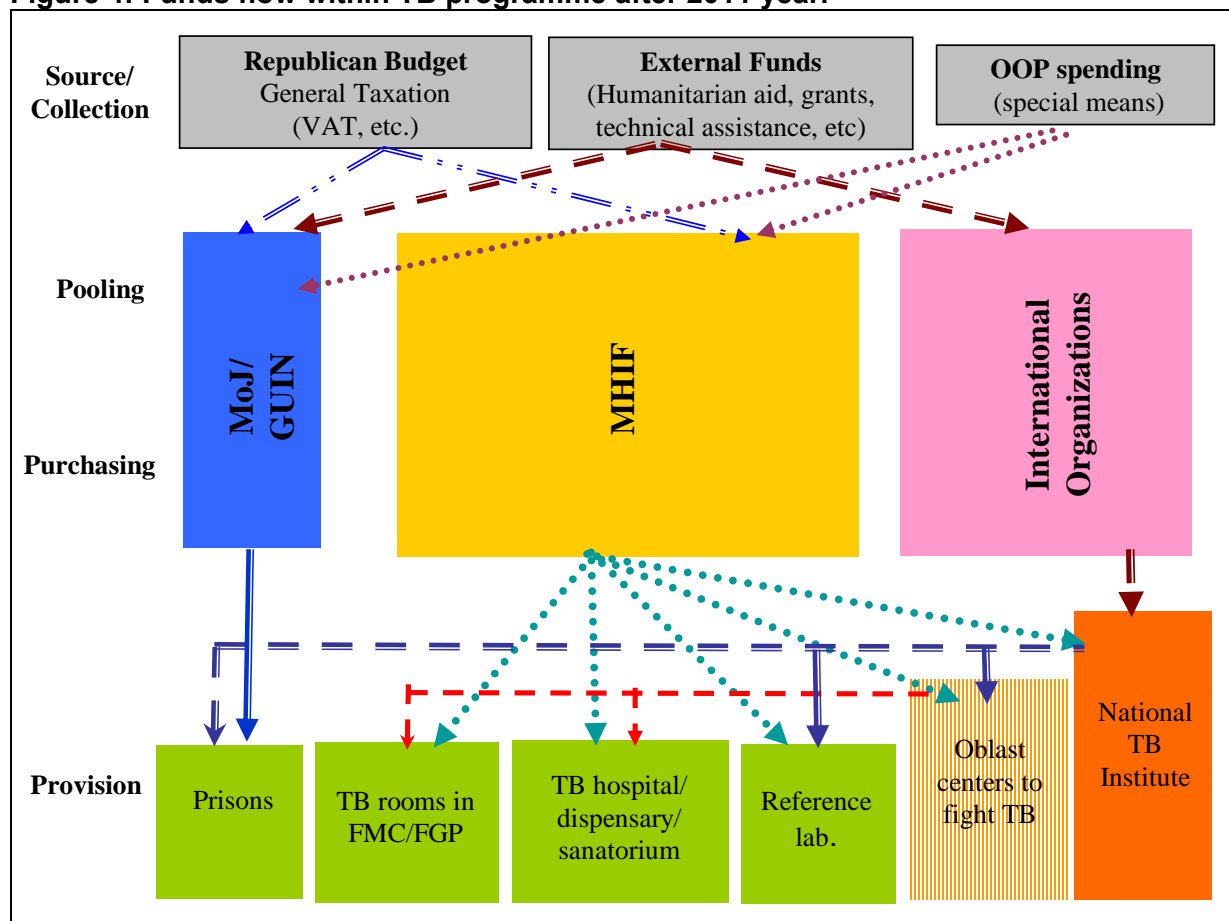 Source/
Collection
Republican Budget
General Taxation
(VAT, etc.)
External Funds
(Humanitarian aid, grants,
technical assistance, etc)
OOP spending
(special means)
Pooling
Purchasing
MoJ/
GUIN
MHIF
International
Organizations
Provision
Prisons
TB rooms in
FMC/FGP
TB hospital/
dispensary/
sanatorium
Reference
lab.
Oblast
centers to
fight TB
National
TB
Institute